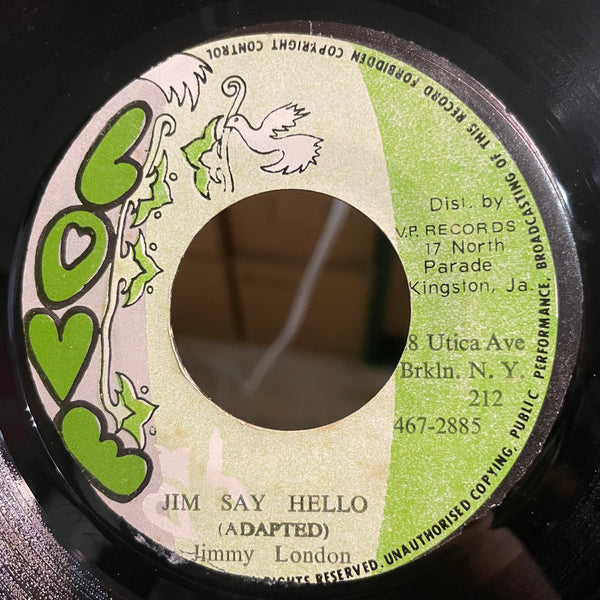 LOVE
Dist. by
V.P. RECORDS
17 North
Parade
Kingston, Ja.
8 Utica Ave
Brkln. N. Y.
212
467-2885
JIM SAY HELLO
(ADAPTED)
Jimmy London
RIGHTS RESERVED. UNAUTHORISED COPYING, PUBLIC PERFORMANCE, BROADCASTING OF THIS RECORD FORBIDDEN COPYRIGHT CONTROL